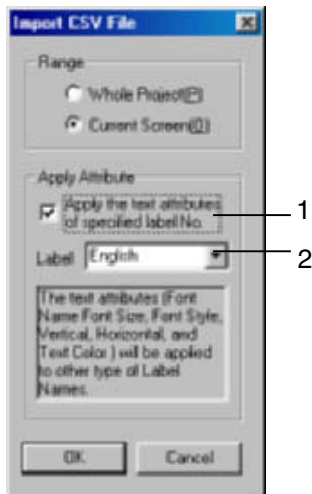 Import CSV File
Range
Whole Project(P)
Current Screen(O)
Apply Attribute
Apply the text attributes
of specified label No.
1
Label English
2
The text attributes (Font
Name Font Size, Font Style,
Vertical, Horizontal, and
Text Color ) will be applied
to other type of Label
Names.
OK
Cancel